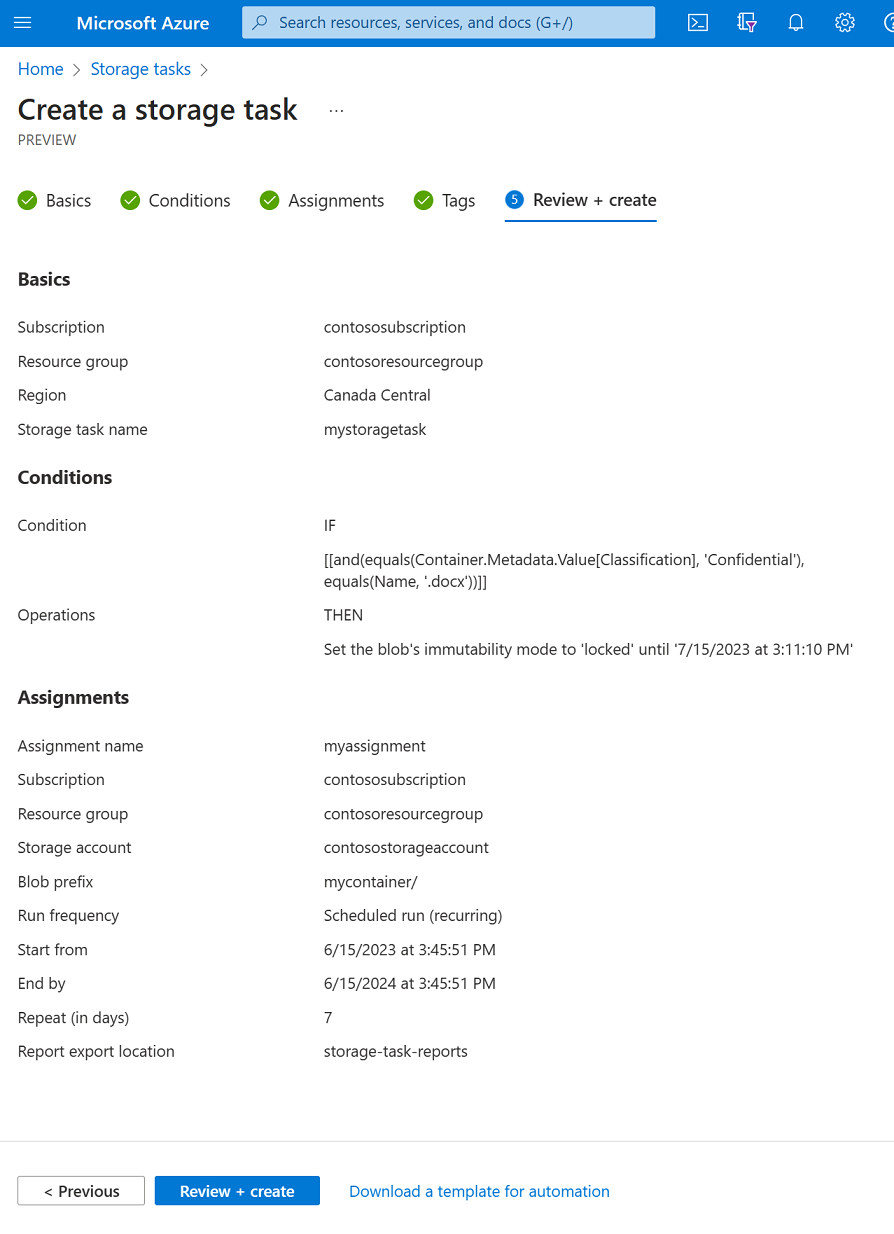 Microsoft Azure
Search resources, services, and docs (G+/)
Home > Storage tasks >
Create a storage task ...
PREVIEW
Basics Conditions Assignments Tags 5 Review + create
Basics
Subscription contososubscription
Resource group contosoresourcegroup
Region Canada Central
Storage task name mystoragetask
Conditions
Condition IF
[[and(equals(Container.Metadata.Value[Classification], 'Confidential'),
equals(Name, '.docx'))]]
Operations THEN
Set the blob's immutability mode to 'locked' until '7/15/2023 at 3:11:10 PM'
Assignments
Assignment name myassignment
Subscription contososubscription
Resource group contosoresourcegroup
Storage account contosostorageaccount
Blob prefix mycontainer/
Run frequency Scheduled run (recurring)
Start from 6/15/2023 at 3:45:51 PM
End by 6/15/2024 at 3:45:51 PM
Repeat (in days) 7
Report export location storage-task-reports
< Previous Review + create Download a template for automation